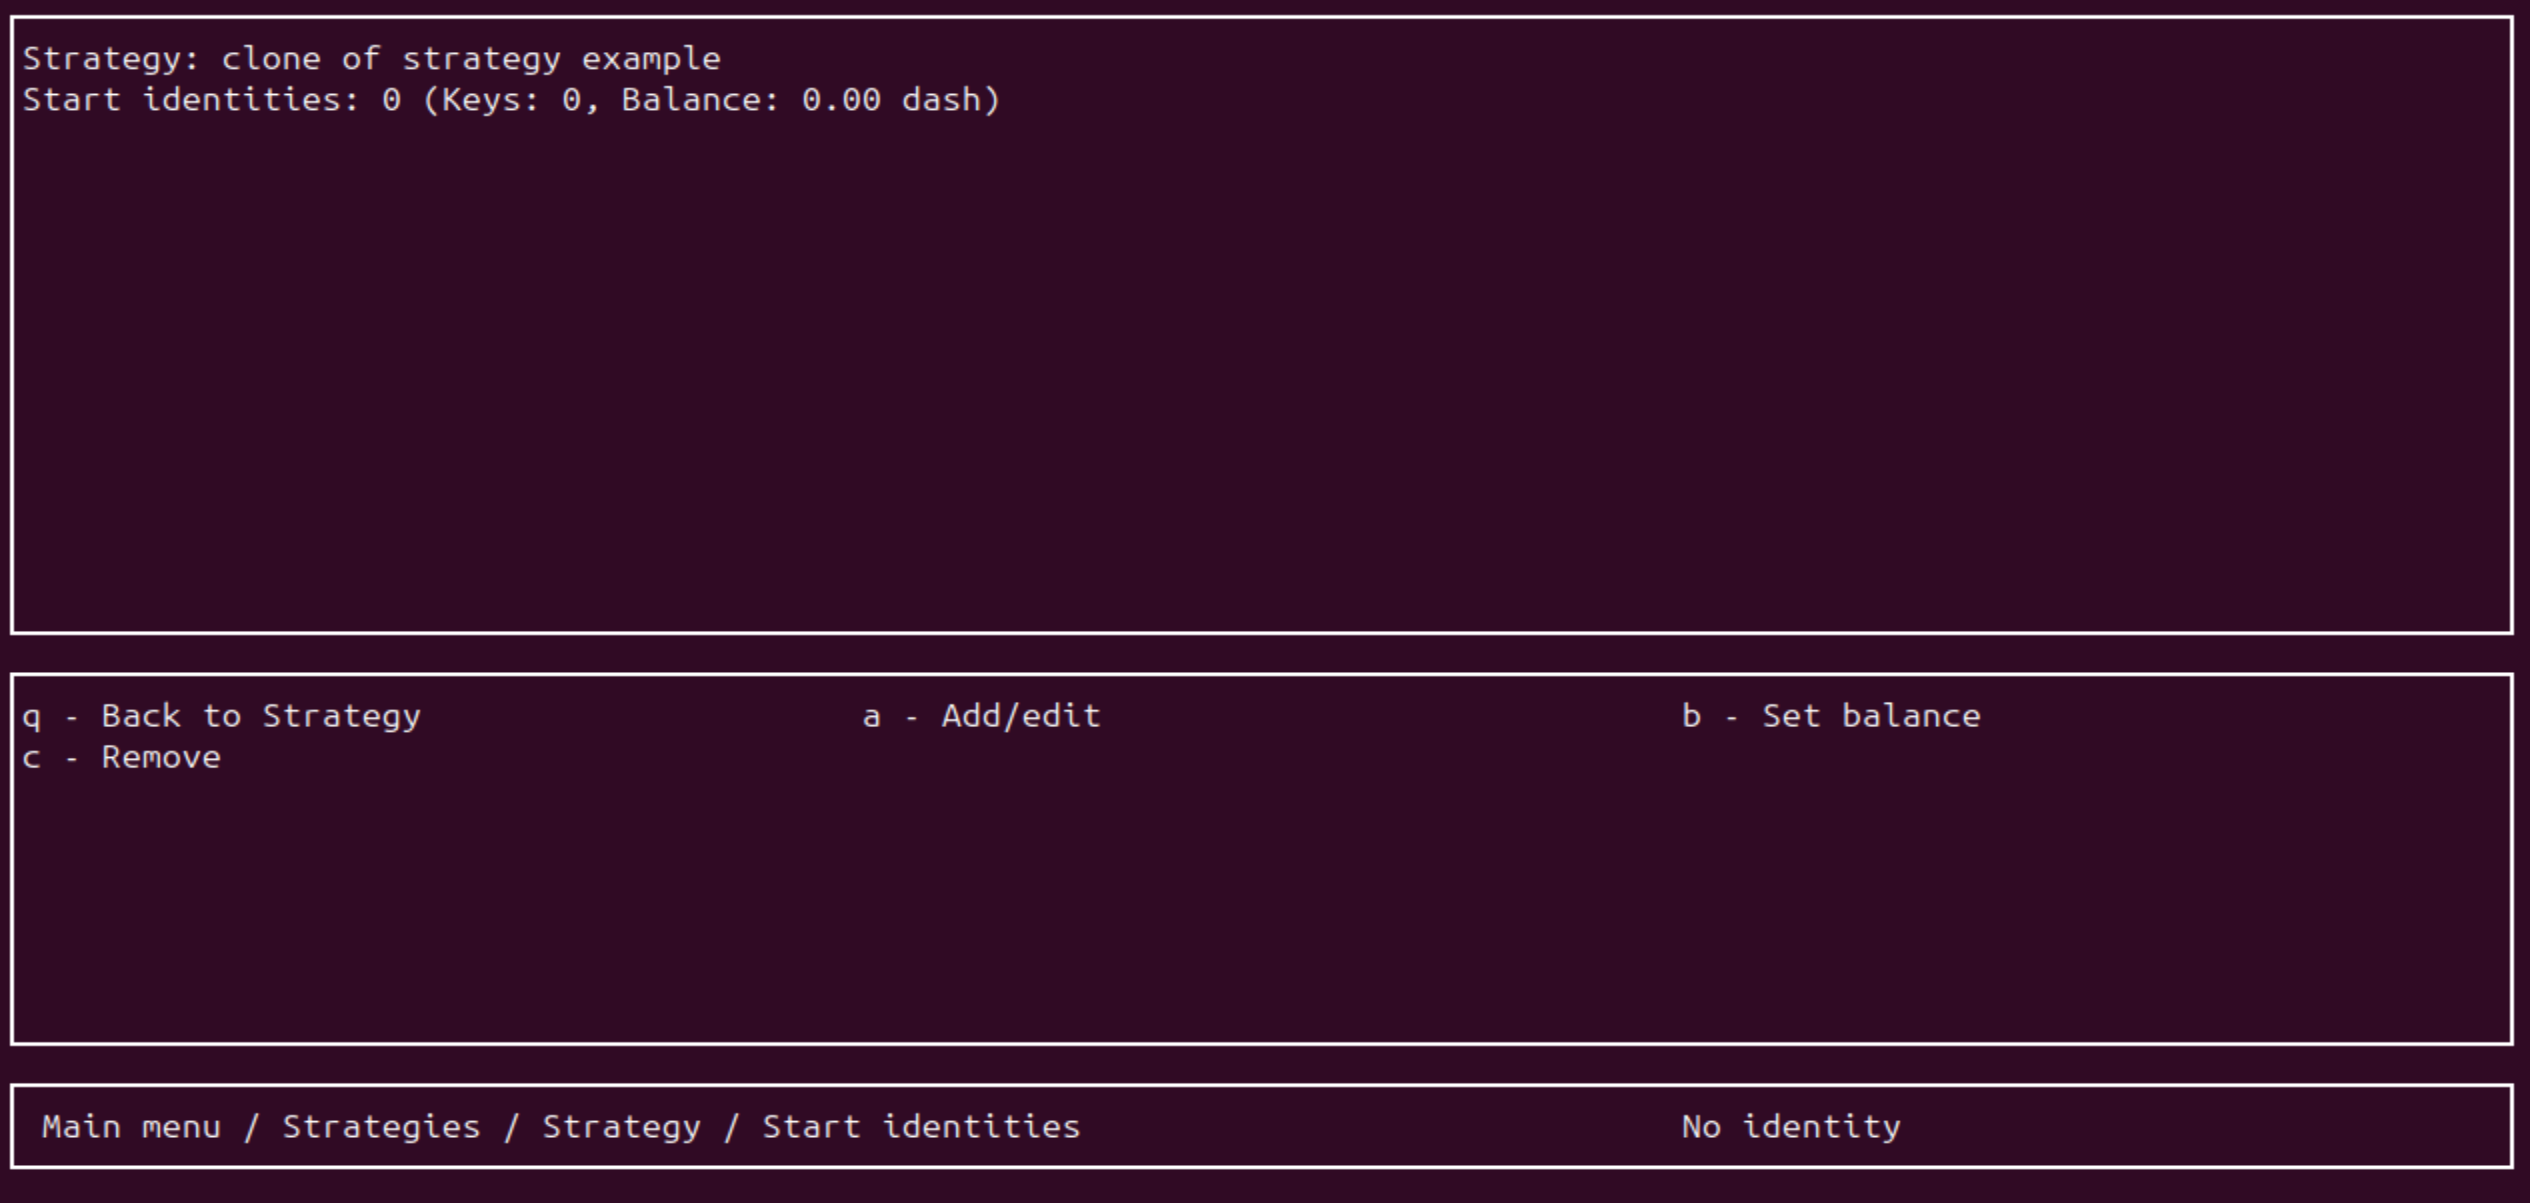 Strategy: clone of strategy example
Start identities: 0 (Keys: 0, Balance: 0.00 dash)
q - Back to Strategy a - Add/edit b - Set balance
c - Remove
Main menu / Strategies / Strategy / Start identities No identity